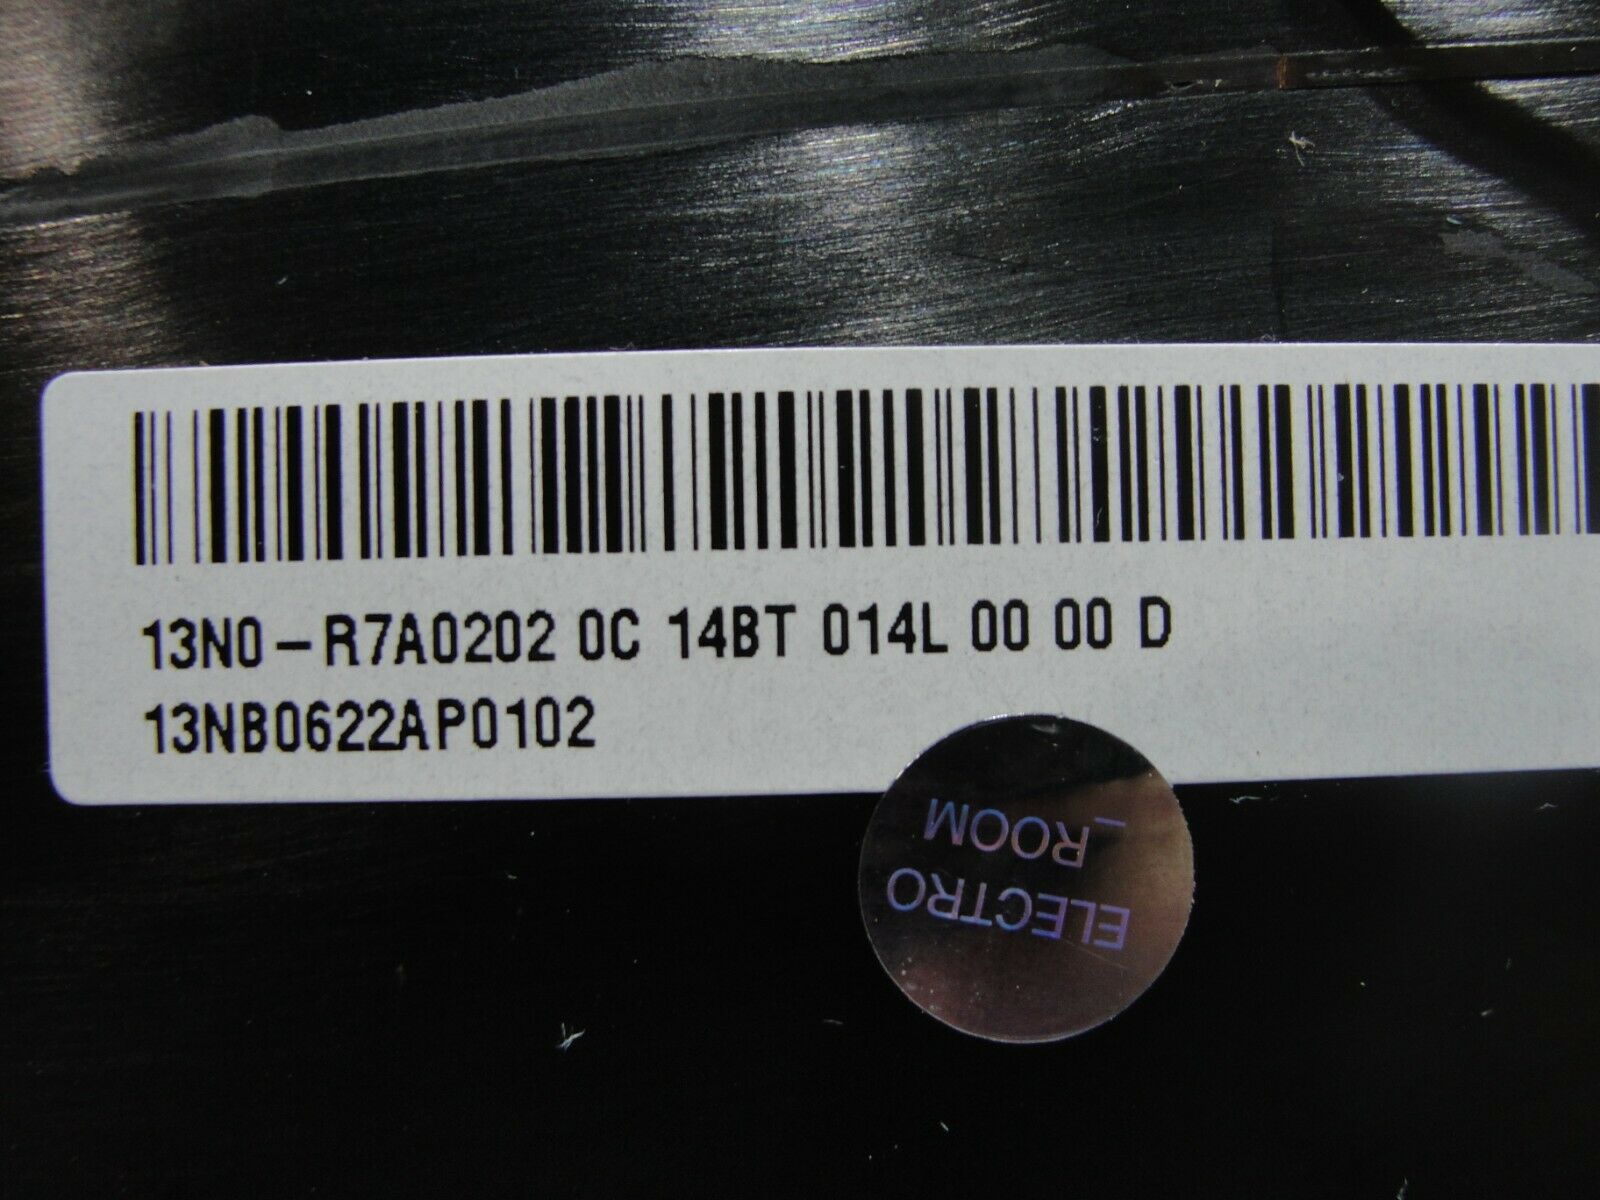 13N0-R7A0202 0C 14BT 014L 00 00 D
13NB0622AP0102
ELECTRO
_ROOM